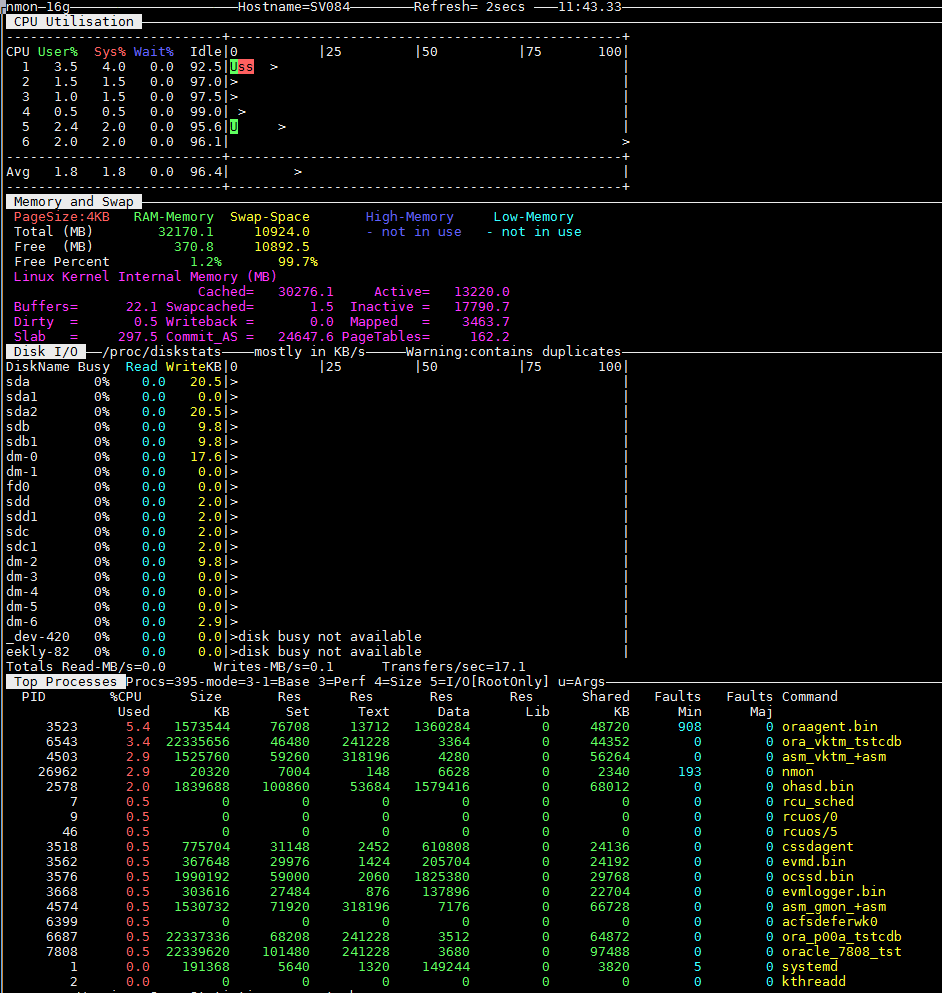 nmon-16g Hostname=SV084 Refresh= 2secs 11:43.33
CPU Utilisation
---------------------------+-------------------------------------------------+
CPU User% Sys% Wait% Idle|0 |25 |50 |75 100|
1 3.5 4.0 0.0 92.5|Uss > |
2 1.5 1.5 0.0 97.0|> |
3 1.0 1.5 0.0 97.5|> |
4 0.5 0.5 0.0 99.0| > |
5 2.4 2.0 0.0 95.6|U > |
6 2.0 2.0 0.0 96.1| >
---------------------------+-------------------------------------------------+
Avg 1.8 1.8 0.0 96.4| > |
---------------------------+-------------------------------------------------+
Memory and Swap
PageSize:4KB RAM-Memory Swap-Space High-Memory Low-Memory
Total (MB) 32170.1 10924.0 - not in use - not in use
Free (MB) 370.8 10892.5
Free Percent 1.2% 99.7%
Linux Kernel Internal Memory (MB)
Cached= 30276.1 Active= 13220.0
Buffers= 22.1 Swapcached= 1.5 Inactive = 17790.7
Dirty = 0.5 Writeback = 0.0 Mapped = 3463.7
Slab = 297.5 Commit_AS = 24647.6 PageTables= 162.2
Disk I/O /proc/diskstats mostly in KB/s Warning:contains duplicates
DiskName Busy Read WriteKB|0 |25 |50 |75 100|
sda 0% 0.0 20.5|> |
sda1 0% 0.0 0.0|> |
sda2 0% 0.0 20.5|> |
sdb 0% 0.0 9.8|> |
sdb1 0% 0.0 9.8|> |
dm-0 0% 0.0 17.6|> |
dm-1 0% 0.0 0.0|> |
fd0 0% 0.0 0.0|> |
sdd 0% 0.0 2.0|> |
sdd1 0% 0.0 2.0|> |
sdc 0% 0.0 2.0|> |
sdc1 0% 0.0 2.0|> |
dm-2 0% 0.0 9.8|> |
dm-3 0% 0.0 0.0|> |
dm-4 0% 0.0 0.0|> |
dm-5 0% 0.0 0.0|> |
dm-6 0% 0.0 2.9|> |
_dev-420 0% 0.0 0.0|>disk busy not available |
eekly-82 0% 0.0 0.0|>disk busy not available |
Totals Read-MB/s=0.0 Writes-MB/s=0.1 Transfers/sec=17.1
Top Processes Procs=395-mode=3-1=Base 3=Perf 4=Size 5=I/O[RootOnly] u=Args
PID %CPU Size Res Res Res Res Shared Faults Faults Command
Used KB Set Text Data Lib KB Min Maj
3523 5.4 1573544 76708 13712 1360284 0 48720 908 0 oraagent.bin
6543 3.4 22335656 46480 241228 3364 0 44352 0 0 ora_vktm_tstcdb
4503 2.9 1525760 59260 318196 4280 0 56264 0 0 asm_vktm_+asm
26962 2.9 20320 7004 148 6628 0 2340 193 0 nmon
2578 2.0 1839688 100860 53684 1579416 0 68012 0 0 ohasd.bin
7 0.5 0 0 0 0 0 0 0 0 rcu_sched
9 0.5 0 0 0 0 0 0 0 0 rcuos/0
46 0.5 0 0 0 0 0 0 0 0 rcuos/5
3518 0.5 775704 31148 2452 610808 0 24136 0 0 cssdagent
3562 0.5 367648 29976 1424 205704 0 24192 0 0 evmd.bin
3576 0.5 1990192 59000 2060 1825380 0 29768 0 0 ocssd.bin
3668 0.5 303616 27484 876 137896 0 22704 0 0 evmlogger.bin
4574 0.5 1530732 71920 318196 7176 0 66728 0 0 asm_gmon_+asm
6399 0.5 0 0 0 0 0 0 0 0 acfsdeferwk0
6687 0.5 22337336 68208 241228 3512 0 64872 0 0 ora_p00a_tstcdb
7808 0.5 22339620 101480 241228 3680 0 97488 0 0 oracle_7808_tst
1 0.0 191368 5640 1320 149244 0 3820 5 0 systemd
2 0.0 0 0 0 0 0 0 0 0 kthreadd